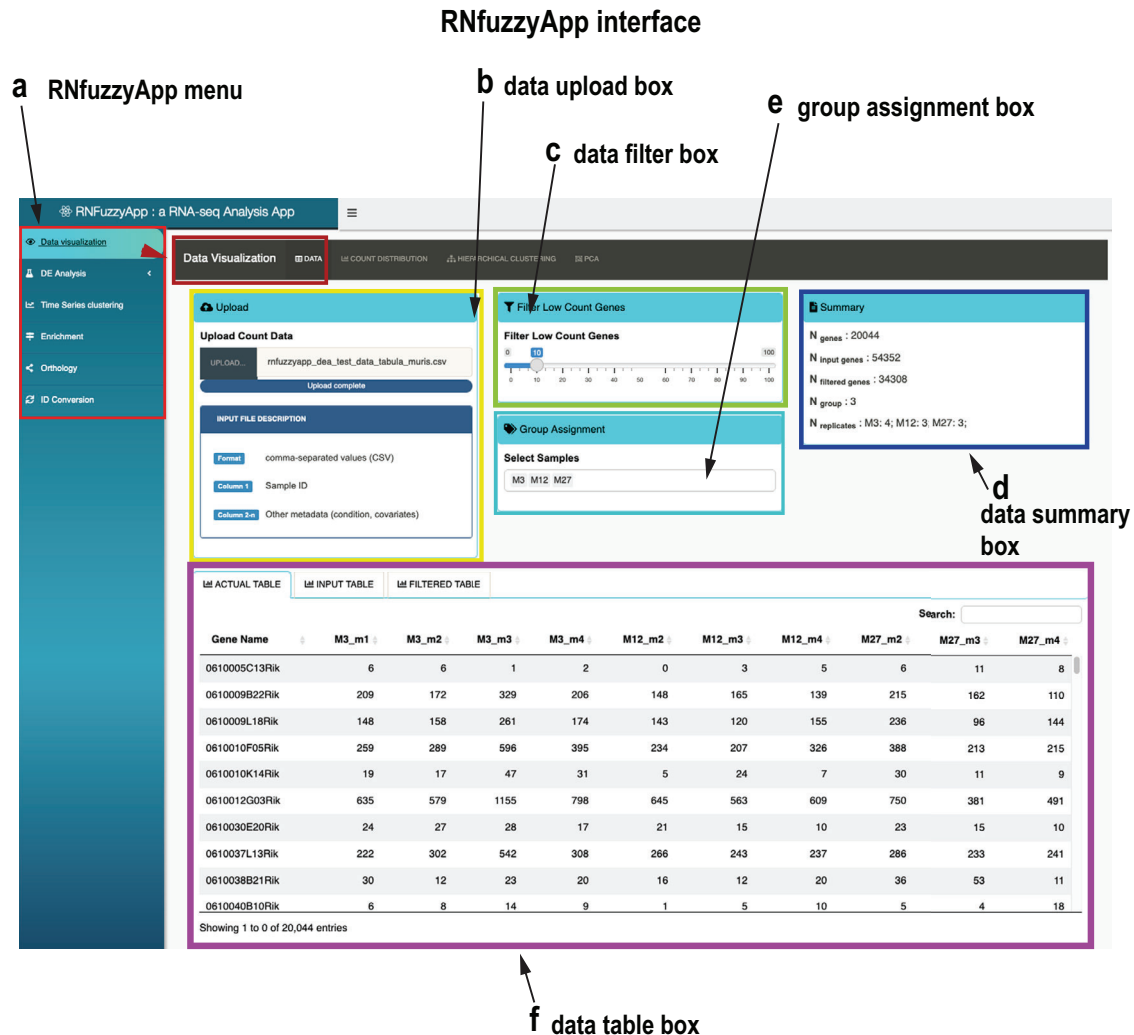 RNfuzzyApp interface
a RNfuzzyApp menu
b data upload box
e group assignment box
c data filter box
RNFuzzyApp : a RNA-seq Analysis App
Data visualization
DE Analysis
Time Series clustering
Enrichment
Orthology
ID Conversion
Data Visualization DATA COUNT DISTRIBUTION HIERARCHICAL CLUSTERING PCA
Upload
Upload Count Data
UPLOAD... rnfuzzyapp_dea_test_data_tabula_muris.csv
Upload complete
INPUT FILE DESCRIPTION
Format comma-separated values (CSV)
Column 1 Sample ID
Column 2-n Other metadata (condition, covariates)
Filter Low Count Genes
Filter Low Count Genes
0 10 100
0 10 20 30 40 50 60 70 80 90 100
Group Assignment
Select Samples
M3 M12 M27
Summary
N genes : 20044
N input genes : 54352
N filtered genes : 34308
N group : 3
N replicates : M3: 4; M12: 3; M27: 3;
d
data summary
box
ACTUAL TABLE INPUT TABLE FILTERED TABLE
Search:
Gene Name M3_m1 M3_m2 M3_m3 M3_m4 M12_m2 M12_m3 M12_m4 M27_m2 M27_m3 M27_m4
0610005C13Rik 6 6 1 2 0 3 5 6 11 8
0610009B22Rik 209 172 329 206 148 165 139 215 162 110
0610009L18Rik 148 158 261 174 143 120 155 236 96 144
0610010F05Rik 259 289 596 395 234 207 326 388 213 215
0610010K14Rik 19 17 47 31 5 24 7 30 11 9
0610012G03Rik 635 579 1155 798 645 563 609 750 381 491
0610030E20Rik 24 27 28 17 21 15 10 23 15 10
0610037L13Rik 222 302 542 308 266 243 237 286 233 241
0610038B21Rik 30 12 23 20 16 12 20 36 53 11
0610040B10Rik 6 8 14 9 1 5 10 5 4 18
Showing 1 to 0 of 20,044 entries
f data table box